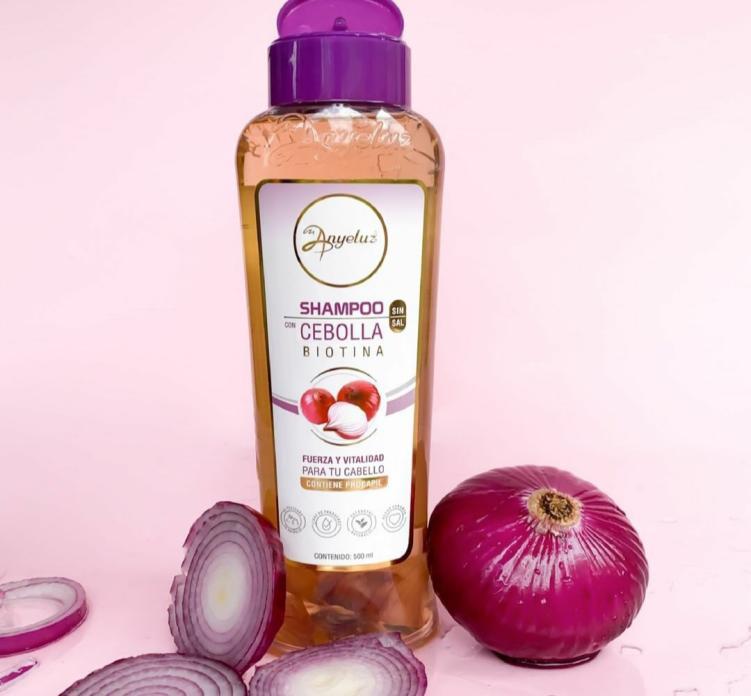 Anyeluz
SHAMPOO
CON CEBOLLA
SIN
SAL
BIOTINA
FUERZA Y VITALIDAD
PARA TU CABELLO
CONTIENE PROCAPIL
CONTENIDO: 500 ml